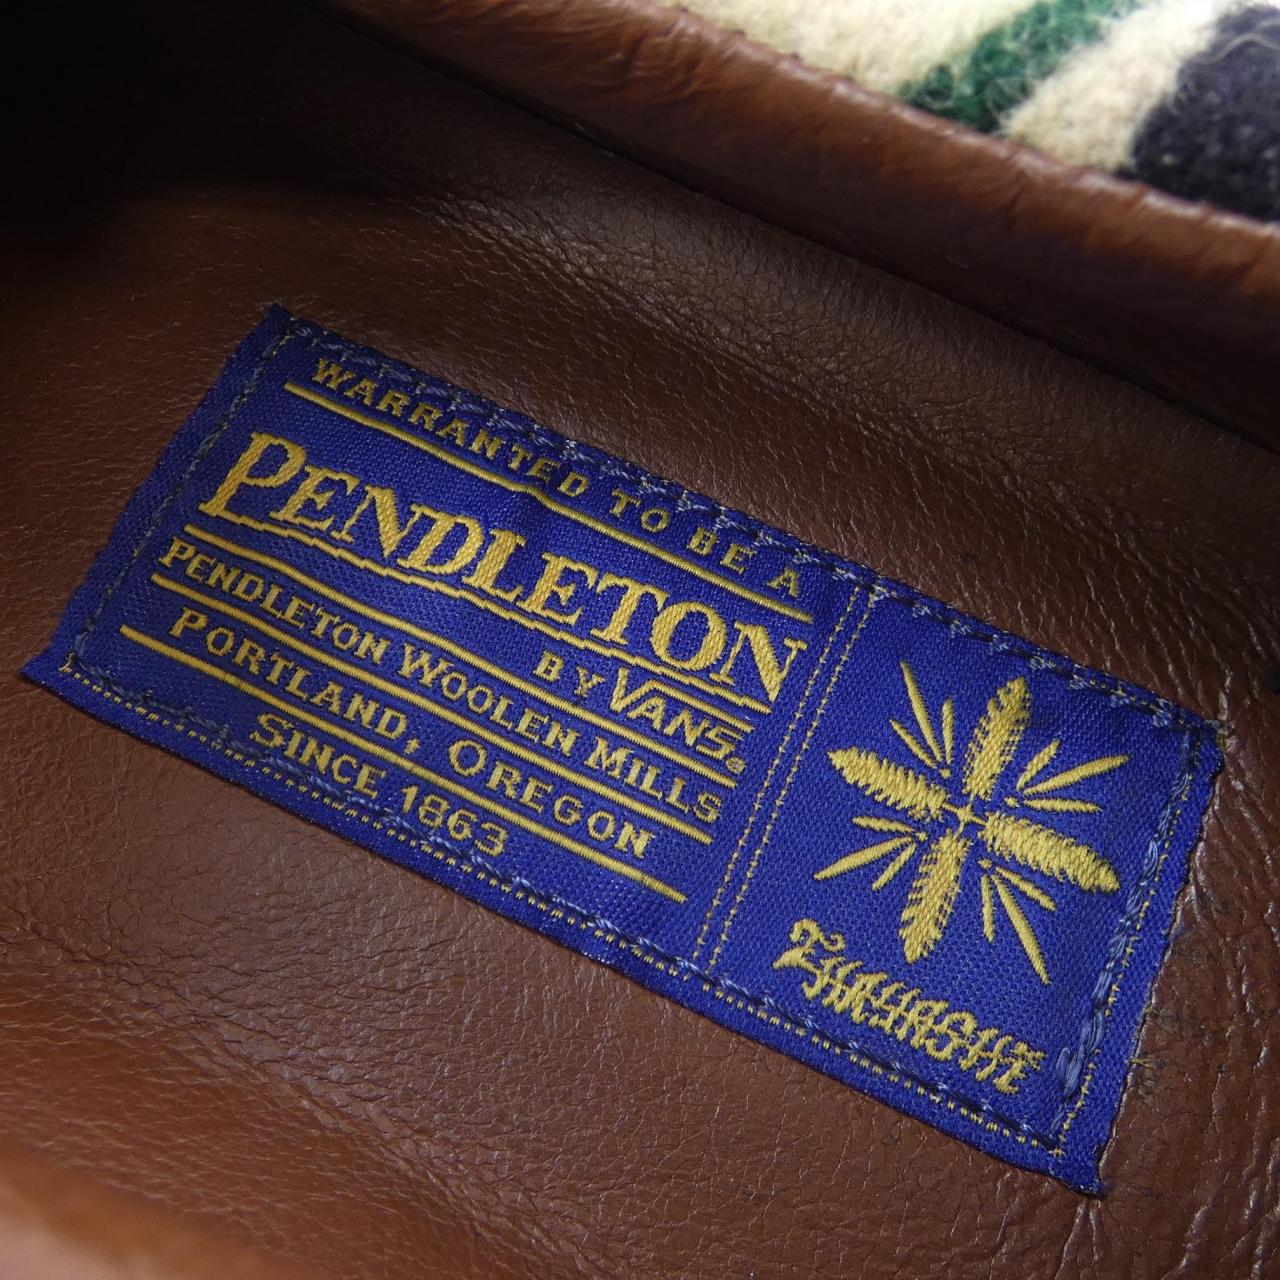 WARRANTED TO BE A
PENDLETON
BY VANS®
PENDLETON WOOLEN MILLS
PORTLAND, OREGON
SINCE 1863